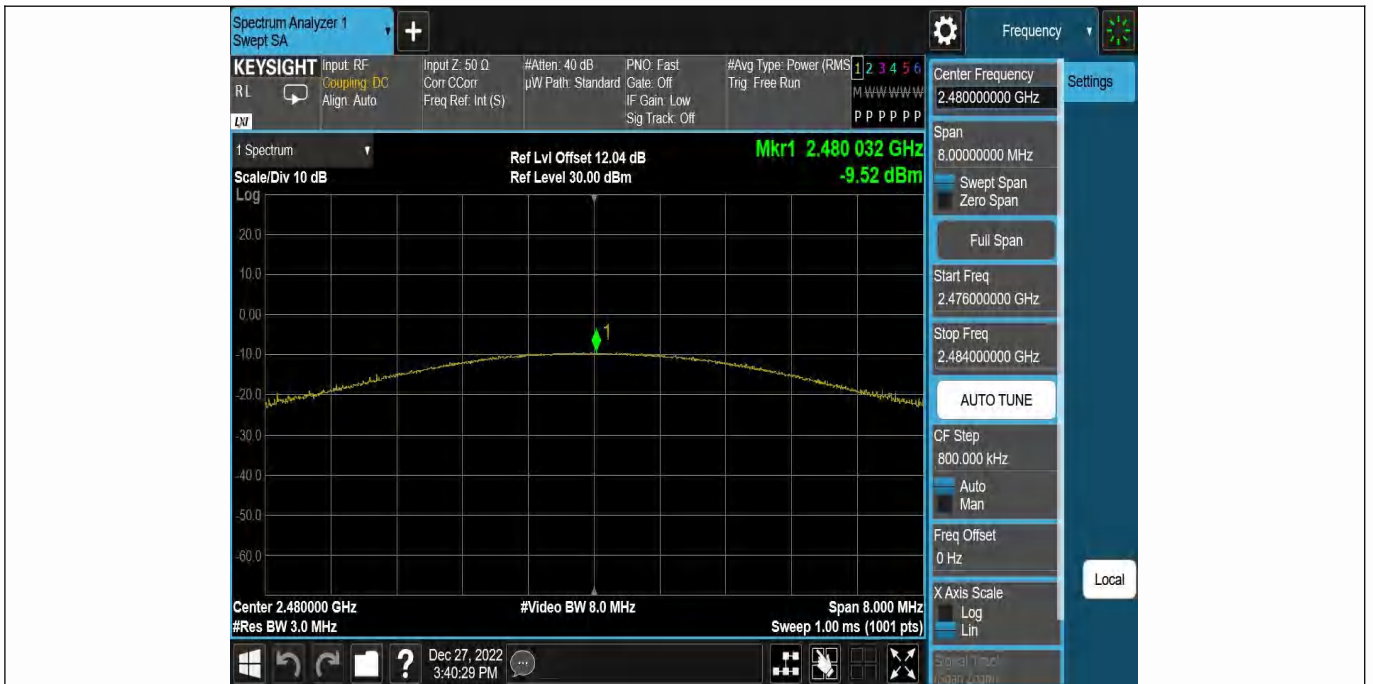 Spectrum Analyzer 1
Swept SA
+
Frequency
KEYSIGHT
RL
LXI
Input: RF
Coupling: DC
Align: Auto
Input Z: 50 Ω
Corr CCorr
Freq Ref: Int (S)
#Atten: 40 dB
µW Path: Standard
PNO: Fast
Gate: Off
IF Gain: Low
Sig Track: Off
#Avg Type: Power (RMS
Trig: Free Run
1 2 3 4 5 6
M WW WW W
P P P P P P
1 Spectrum
Scale/Div 10 dB
Log
Ref Lvl Offset 12.04 dB
Ref Level 30.00 dBm
Mkr1 2.480 032 GHz
-9.52 dBm
20.0
10.0
0.00
-10.0
-20.0
-30.0
-40.0
-50.0
-60.0
1
Center 2.480000 GHz
#Res BW 3.0 MHz
#Video BW 8.0 MHz
Span 8.000 MHz
Sweep 1.00 ms (1001 pts)
Center Frequency
2.480000000 GHz
Settings
Span
8.00000000 MHz
Swept Span
Zero Span
Full Span
Start Freq
2.476000000 GHz
Stop Freq
2.484000000 GHz
AUTO TUNE
CF Step
800.000 kHz
Auto
Man
Freq Offset
0 Hz
X Axis Scale
Log
Lin
Signal Track
(Span Zoom)
Local
?
Dec 27, 2022
3:40:29 PM